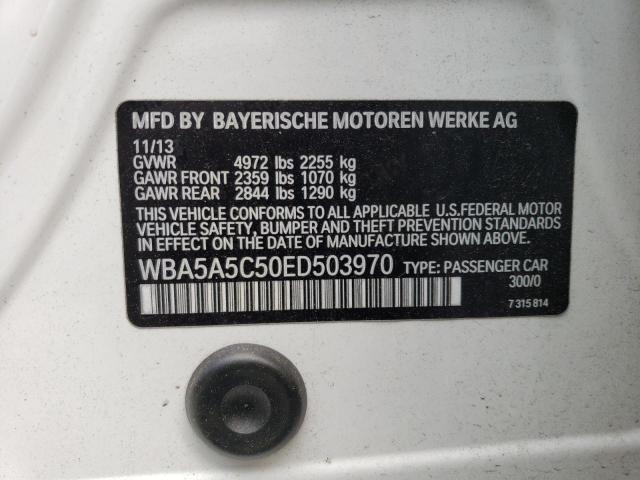 MFD BY BAYERISCHE MOTOREN WERKE AG
11/13
GVWR 4972 lbs 2255 kg
GAWR FRONT 2359 lbs 1070 kg
GAWR REAR 2844 lbs 1290 kg
THIS VEHICLE CONFORMS TO ALL APPLICABLE U.S.FEDERAL MOTOR
VEHICLE SAFETY, BUMPER AND THEFT PREVENTION STANDARDS
IN EFFECT ON THE DATE OF MANUFACTURE SHOWN ABOVE.
WBA5A5C50ED503970 TYPE: PASSENGER CAR
300/0
7 315 814